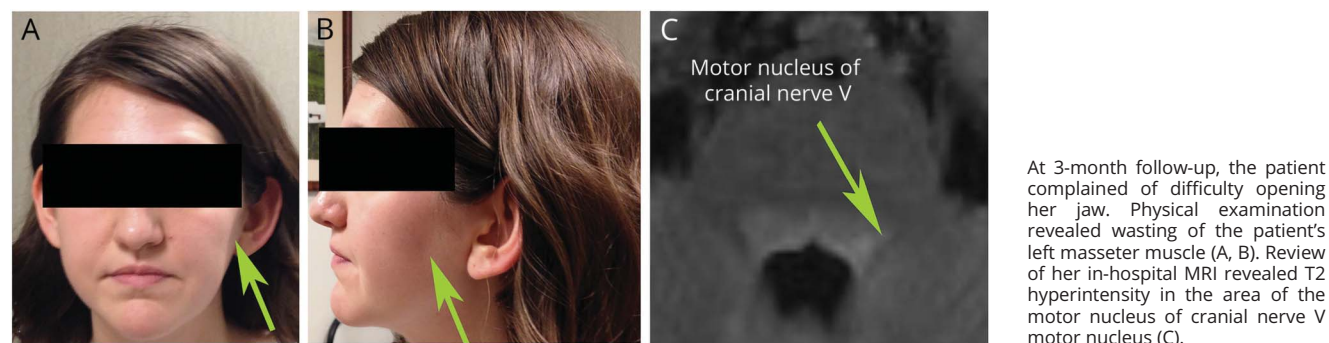 A
B
C
Motor nucleus of
cranial nerve V
At 3-month follow-up, the patient
complained of difficulty opening
her jaw. Physical examination
revealed wasting of the patient's
left masseter muscle (A, B). Review
of her in-hospital MRI revealed T2
hyperintensity in the area of the
motor nucleus of cranial nerve V
motor nucleus (C).